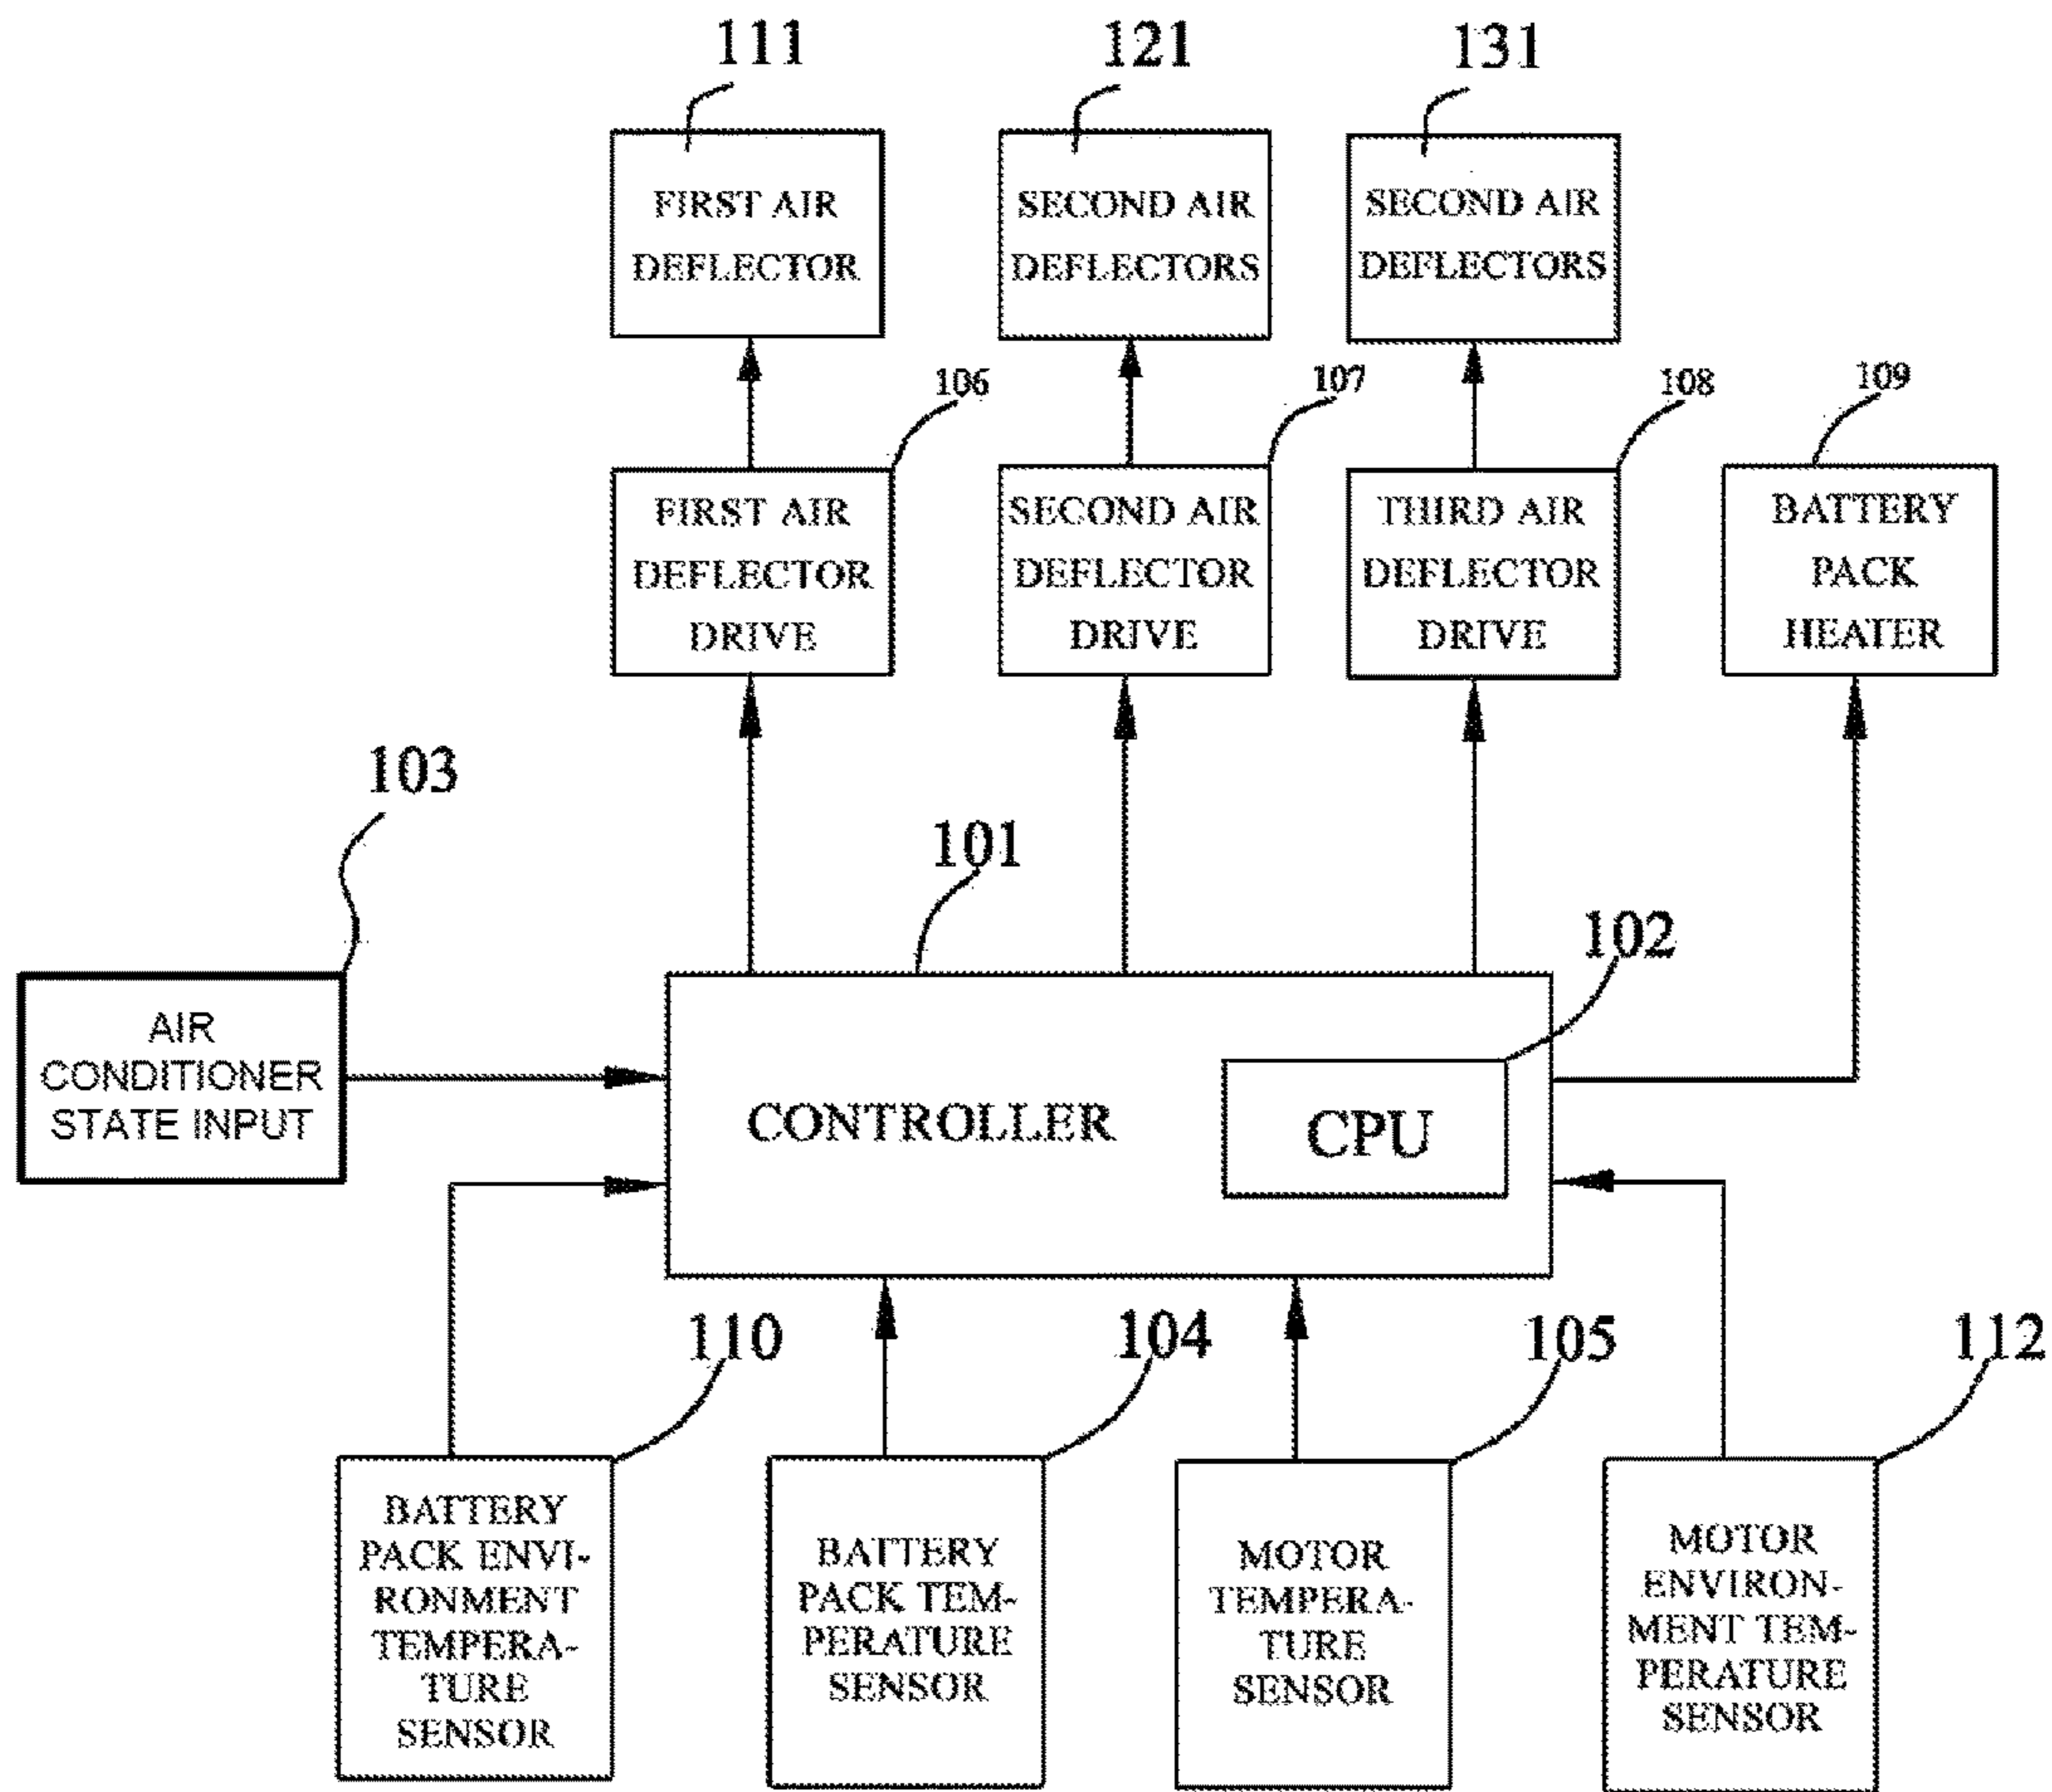 111
121
131
FIRST AIR
DEFLECTOR
SECOND AIR
DEFLECTORS
SECOND AIR
DEFLECTORS
106
107
108
109
FIRST AIR
DEFLECTOR
DRIVE
SECOND AIR
DEFLECTOR
DRIVE
THIRD AIR
DEFLECTOR
DRIVE
BATTERY
PACK
HEATER
103
101
102
AIR
CONDITIONER
STATE INPUT
CONTROLLER
CPU
110
104
105
112
BATTERY
PACK ENVI-
RONMENT
TEMPERA-
TURE
SENSOR
BATTERY
PACK TEM-
PERATURE
SENSOR
MOTOR
TEMPERA-
TURE
SENSOR
MOTOR
ENVIRON-
MENT TEM-
PERATURE
SENSOR